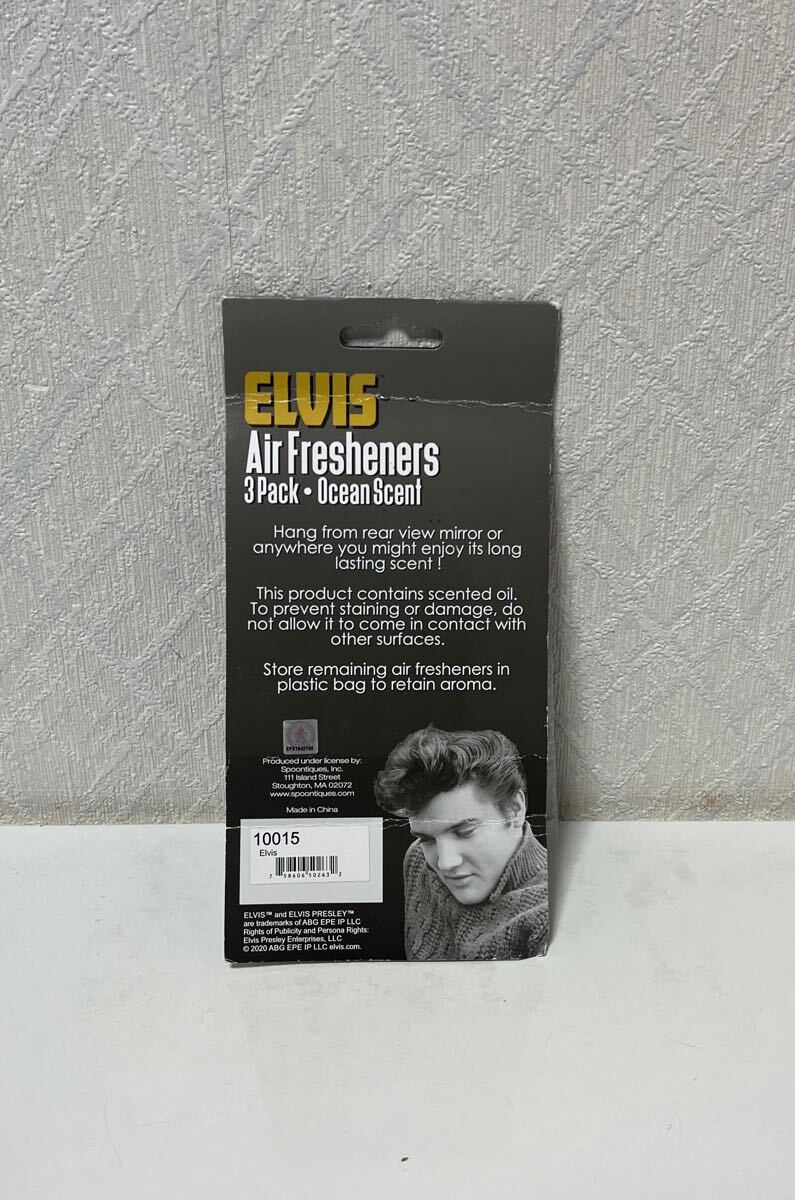 ELVIS™
Air Fresheners
3 Pack • Ocean Scent
Hang from rear view mirror or
anywhere you might enjoy its long
lasting scent !
This product contains scented oil.
To prevent staining or damage, do
not allow it to come in contact with
other surfaces.
Store remaining air fresheners in
plastic bag to retain aroma.
Produced under license by:
Spoontiques, Inc.
111 Island Street
Stoughton, MA 02072
www.spoontiques.com
Made in China
10015
Elvis
7 58606 50263 2
ELVIS™ and ELVIS PRESLEY™
are trademarks of ABG EPE IP LLC
Rights of Publicity and Persona Rights:
Elvis Presley Enterprises, LLC
© 2020 ABG EPE IP LLC elvis.com.